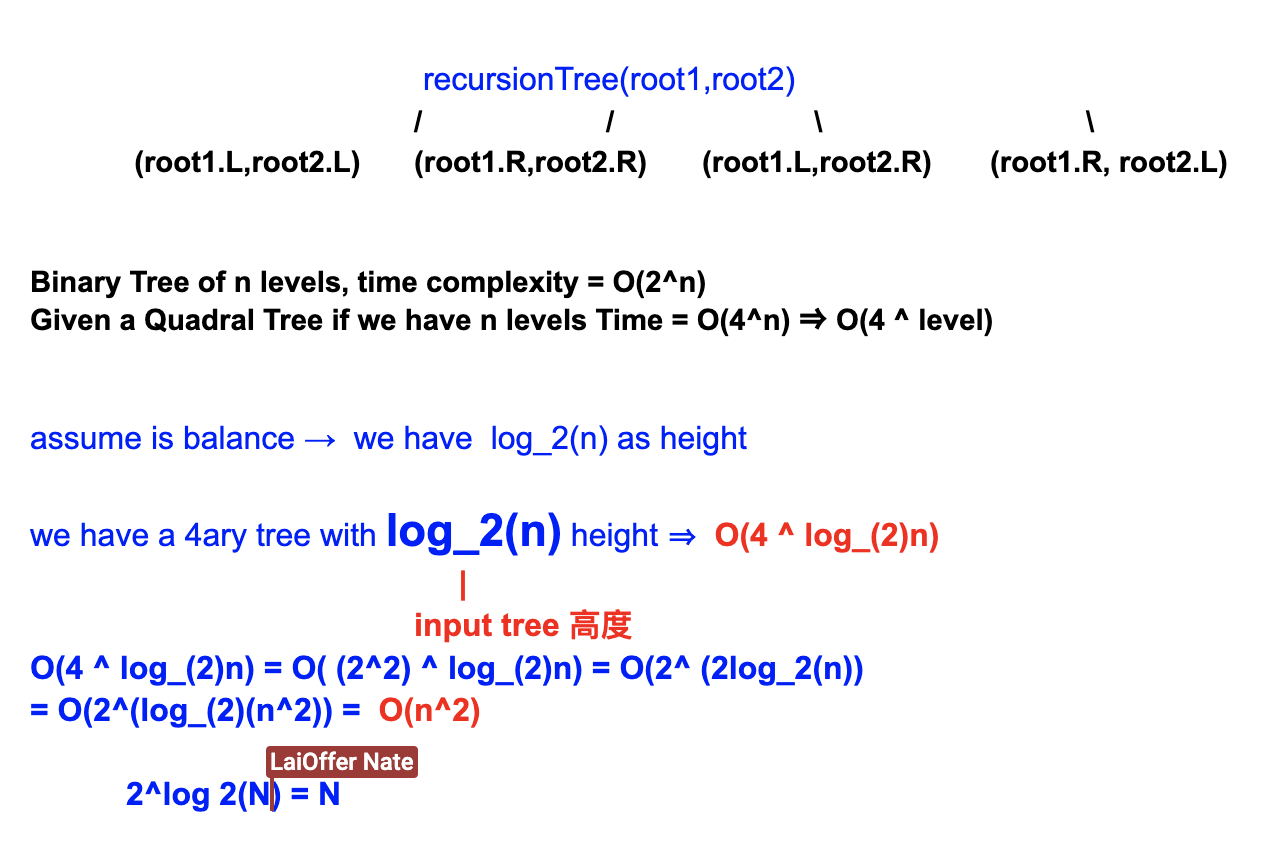 recursionTree(root1,root2)
/ / \ \
(root1.L,root2.L) (root1.R,root2.R) (root1.L,root2.R) (root1.R, root2.L)
Binary Tree of n levels, time complexity = O(2^n)
Given a Quadral Tree if we have n levels Time = O(4^n) ⇒ O(4 ^ level)
assume is balance → we have log_2(n) as height
we have a 4ary tree with log_2(n) height ⇒ O(4 ^ log_(2)n)
|
input tree 高度
O(4 ^ log_(2)n) = O( (2^2) ^ log_(2)n) = O(2^ (2log_2(n))
= O(2^(log_(2)(n^2)) = O(n^2)
LaiOffer Nate
2^log 2(N) = N